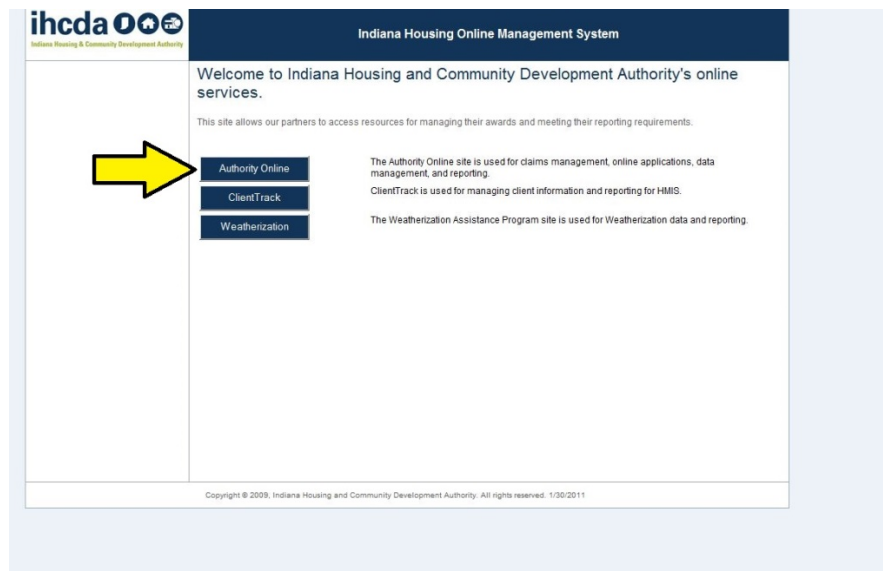 ihcda
Indiana Housing & Community Development Authority
Indiana Housing Online Management System
Welcome to Indiana Housing and Community Development Authority's online
services.
This site allows our partners to access resources for managing their awards and meeting their reporting requirements.
Authority Online
The Authority Online site is used for claims management, online applications, data
management, and reporting.
ClientTrack
ClientTrack is used for managing client information and reporting for HMIS.
Weatherization
The Weatherization Assistance Program site is used for Weatherization data and reporting.
Copyright © 2009, Indiana Housing and Community Development Authority. All rights reserved. 1/30/2011